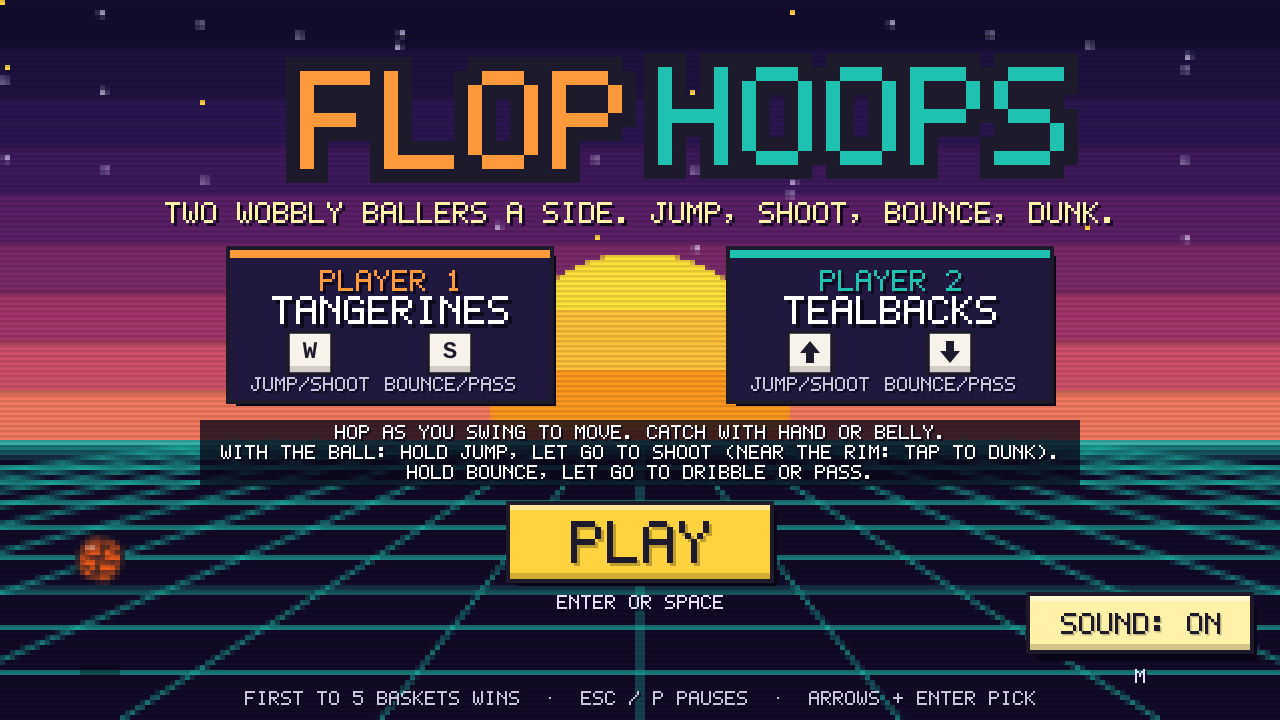 FLOP HOOPS
TWO WOBBLY BALLERS A SIDE. JUMP, SHOOT, BOUNCE, DUNK.
PLAYER 1
TANGERINES
W S
JUMP/SHOOT BOUNCE/PASS
PLAYER 2
TEALBACKS
JUMP/SHOOT BOUNCE/PASS
HOP AS YOU SWING TO MOVE. CATCH WITH HAND OR BELLY.
WITH THE BALL: HOLD JUMP, LET GO TO SHOOT (NEAR THE RIM: TAP TO DUNK).
HOLD BOUNCE, LET GO TO DRIBBLE OR PASS.
PLAY
ENTER OR SPACE
SOUND: ON
M
FIRST TO 5 BASKETS WINS · ESC / P PAUSES · ARROWS + ENTER PICK